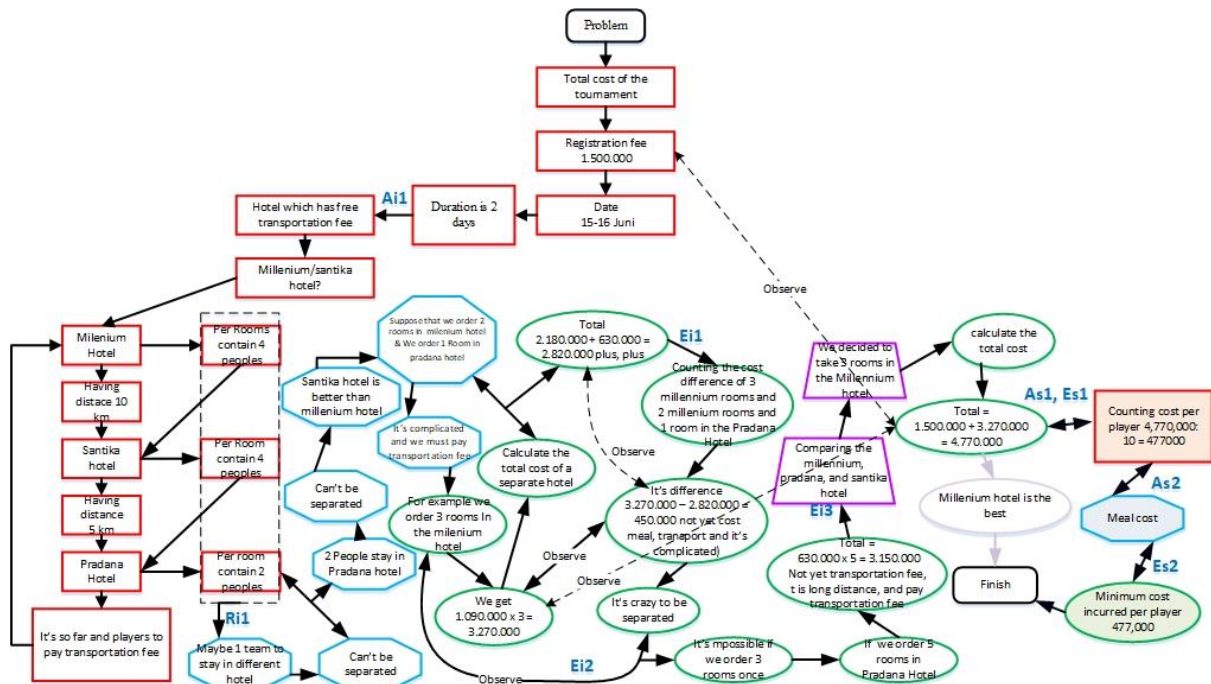 Problem
Total cost of the
tournament
Registration fee
1.500.000
Date
15-16 Juni
Duration is 2
days
Ai1
Hotel which has free
transportation fee
Millenium/santika
hotel?
Milenium
Hotel
Having
distace 10
km
Santika
hotel
Having
distance
5 km
Pradana
Hotel
It's so far and players to
pay transportation fee
Per Rooms
contain 4
peoples
Per Room
contain 4
peoples
Per room
contain 2
peoples
Ri1
Maybe 1 team to
stay in different
hotel
Can't be
separated
2 People stay in
Pradana hotel
Can't be
separated
Santika hotel is
better than
millenium hotel
Suppose that we order 2
rooms in milenium hotel
& We order 1 Room in
pradana hotel
It's complicated
and we must pay
transportation fee
For example we
order 3 rooms In
the milenium
hotel
We get
1.090.000 x 3 =
3.270.000
Calculate the
total cost of a
separate hotel
Total
2.180.000 + 630.000 =
2.820.000 plus, plus
Ei1
Counting the cost
difference of 3
millennium rooms and
2 millenium rooms and
1 room in the Pradana
Hotel
Observe
It's difference
3.270.000 – 2.820.000 =
450.000 not yet cost
meal, transport and it's
complicated)
Observe
Observe
It's crazy to be
separated
Observe
Ei2
It's mpossible if
we order 3
rooms once
If we order 5
rooms in
Pradana Hotel
Total =
630.000 x 5 = 3.150.000
Not yet transportation fee,
t is long distance, and pay
transportation fee
Ei3
Comparing the
millennium,
pradana, and santika
hotel
We decided to
take 3 rooms in
the Millennium
hotel
Observe
calculate the
total cost
Total =
1.500.000 + 3.270.000
= 4.770.000
As1, Es1
Counting cost per
player 4,770,000:
10 = 477000
As2
Meal cost
Es2
Minimum cost
incurred per player
477,000
Millenium hotel is the
best
Finish